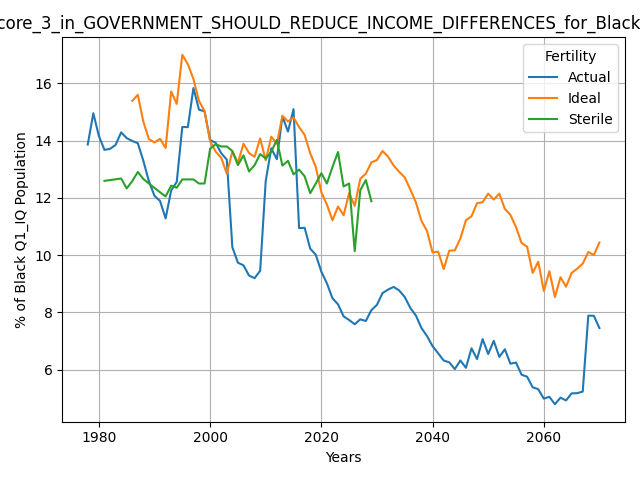 core_3_in_GOVERNMENT_SHOULD_REDUCE_INCOME_DIFFERENCES_for_Black
Fertility
Actual
Ideal
Sterile
% of Black Q1_IQ Population
16
14
12
10
8
6
1980
2000
2020
2040
2060
Years